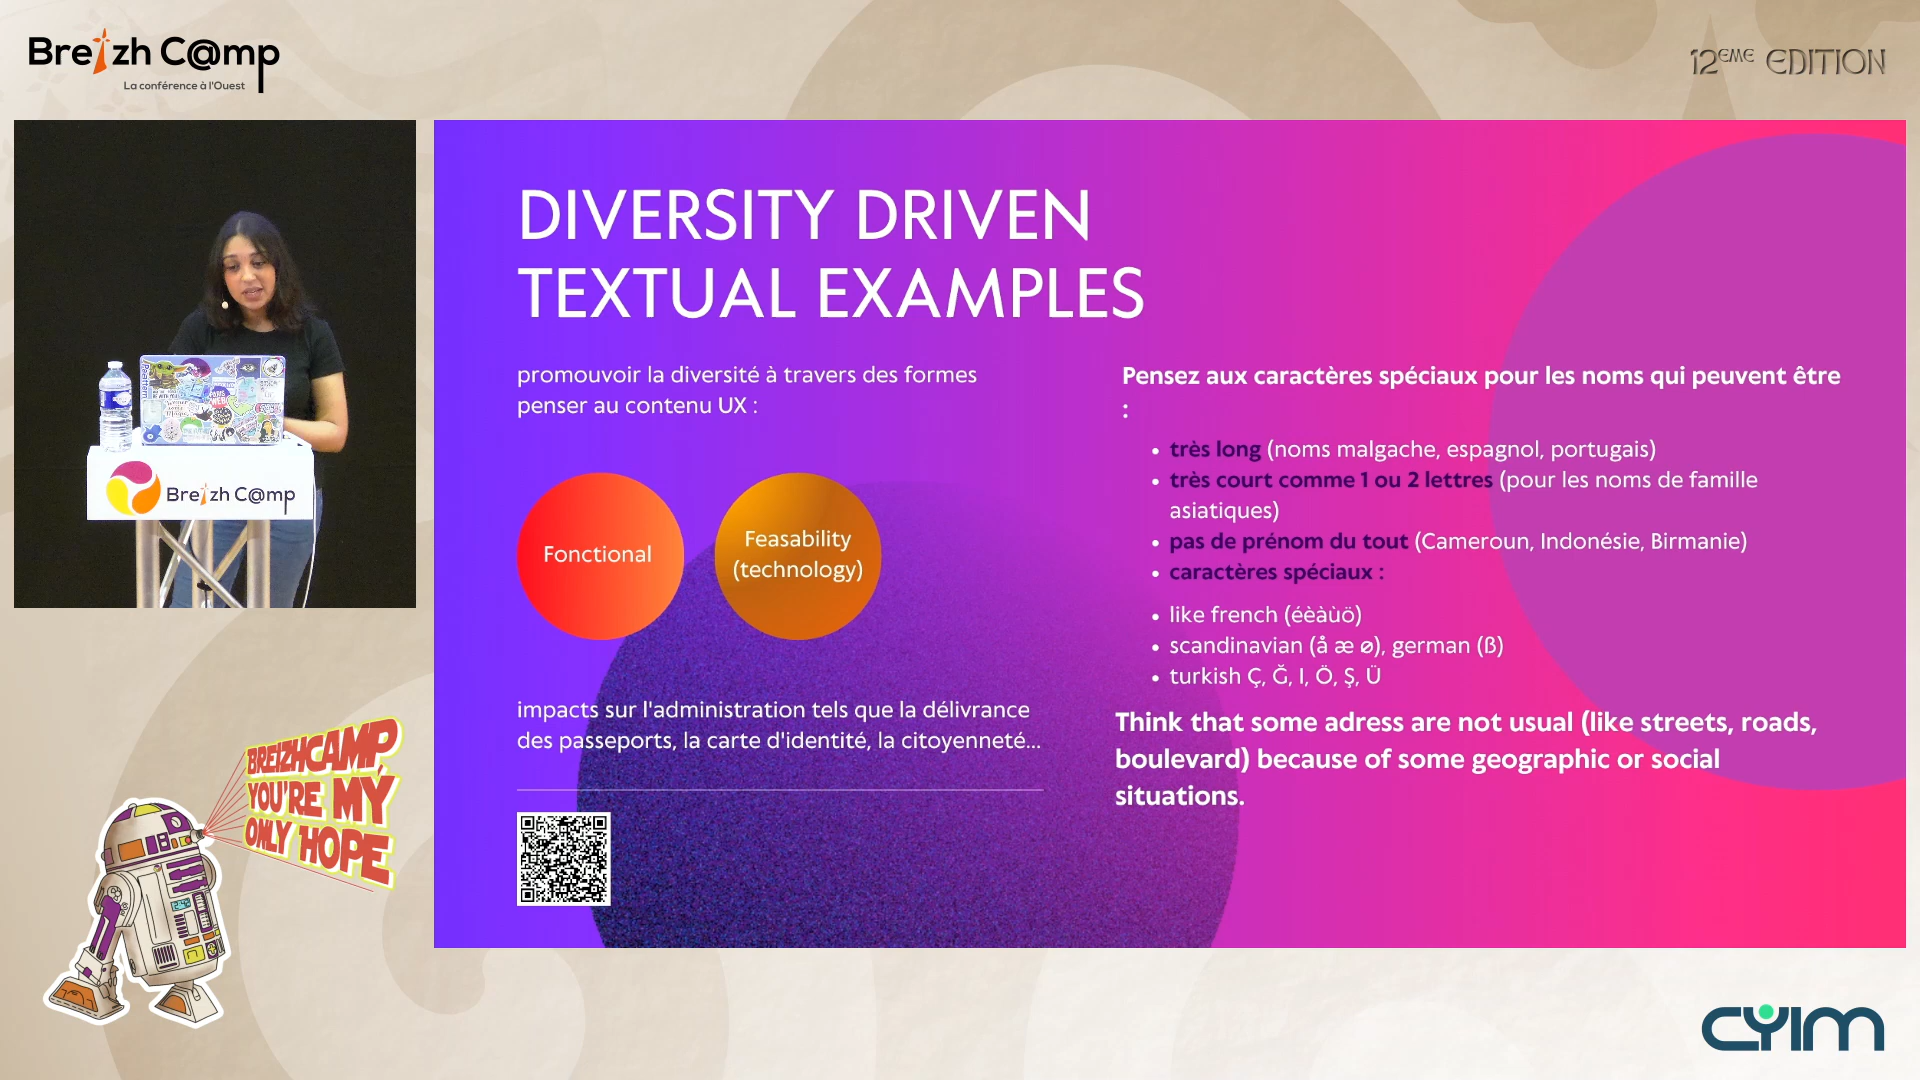 Breizh C@mp
La conférence à l'Ouest
12ÈME EDITION
DIVERSITY DRIVEN
TEXTUAL EXAMPLES
promouvoir la diversité à travers des formes
penser au contenu UX :
Fonctional
Feasability
(technology)
impacts sur l'administration tels que la délivrance
des passeports, la carte d'identité, la citoyenneté...
Pensez aux caractères spéciaux pour les noms qui peuvent être
:
• très long (noms malgache, espagnol, portugais)
• très court comme 1 ou 2 lettres (pour les noms de famille
asiatiques)
• pas de prénom du tout (Cameroun, Indonésie, Birmanie)
• caractères spéciaux :
• like french (éèàùö)
• scandinavian (å æ ø), german (ß)
• turkish Ç, Ğ, I, Ö, Ş, Ü
Think that some adress are not usual (like streets, roads,
boulevard) because of some geographic or social
situations.
Breizh C@mp
BREIZHCAMP,
YOU'RE MY
ONLY HOPE
CYIM